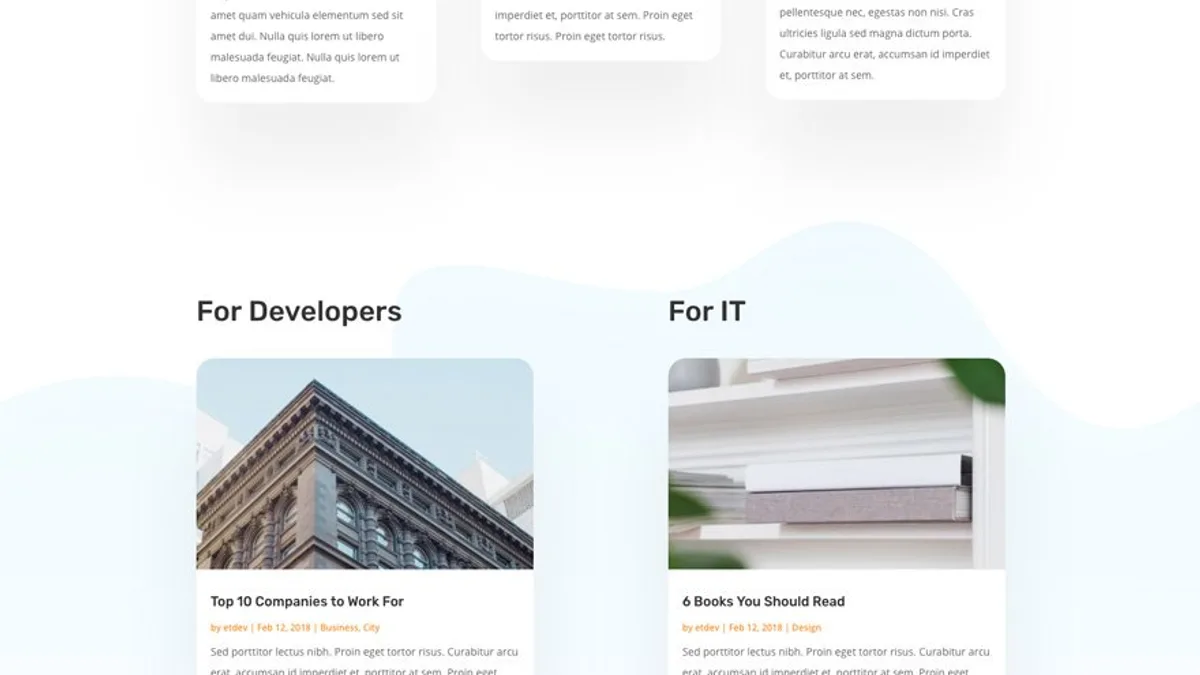 amet quam vehicula elementum sed sit
amet dui. Nulla quis lorem ut libero
malesuada feugiat. Nulla quis lorem ut
libero malesuada feugiat.
imperdiet et, porttitor at sem. Proin eget
tortor risus. Proin eget tortor risus.
pellentesque nec, egestas non nisi. Cras
ultricies ligula sed magna dictum porta.
Curabitur arcu erat, accumsan id imperdiet
et, porttitor at sem.
For Developers
Top 10 Companies to Work For
by etdev | Feb 12, 2018 | Business, City
Sed porttitor lectus nibh. Proin eget tortor risus. Curabitur arcu
erat, accumsan id imperdiet et, porttitor at sem. Proin eget
For IT
6 Books You Should Read
by etdev | Feb 12, 2018 | Design
Sed porttitor lectus nibh. Proin eget tortor risus. Curabitur arcu
erat, accumsan id imperdiet et, porttitor at sem. Proin eget